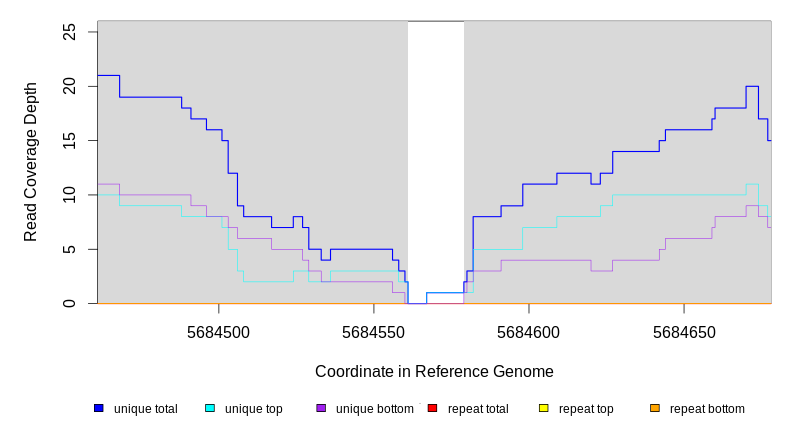 25
20
15
10
5
0
Read Coverage Depth
5684500 5684550 5684600 5684650
Coordinate in Reference Genome
unique total unique top unique bottom repeat total repeat top repeat bottom